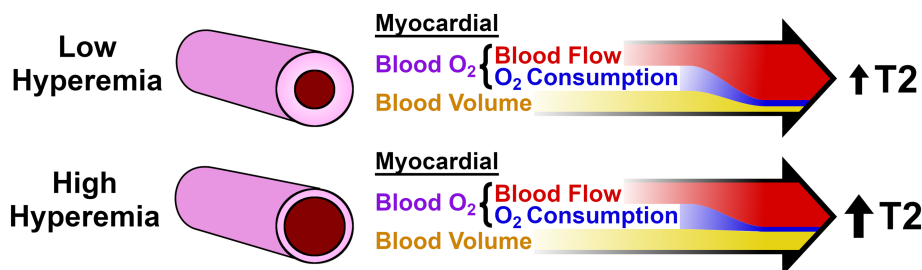 Low
Hyperemia
Myocardial
Blood O₂ { Blood Flow
O₂ Consumption
Blood Volume
T2
High
Hyperemia
Myocardial
Blood O₂ { Blood Flow
O₂ Consumption
Blood Volume
T2